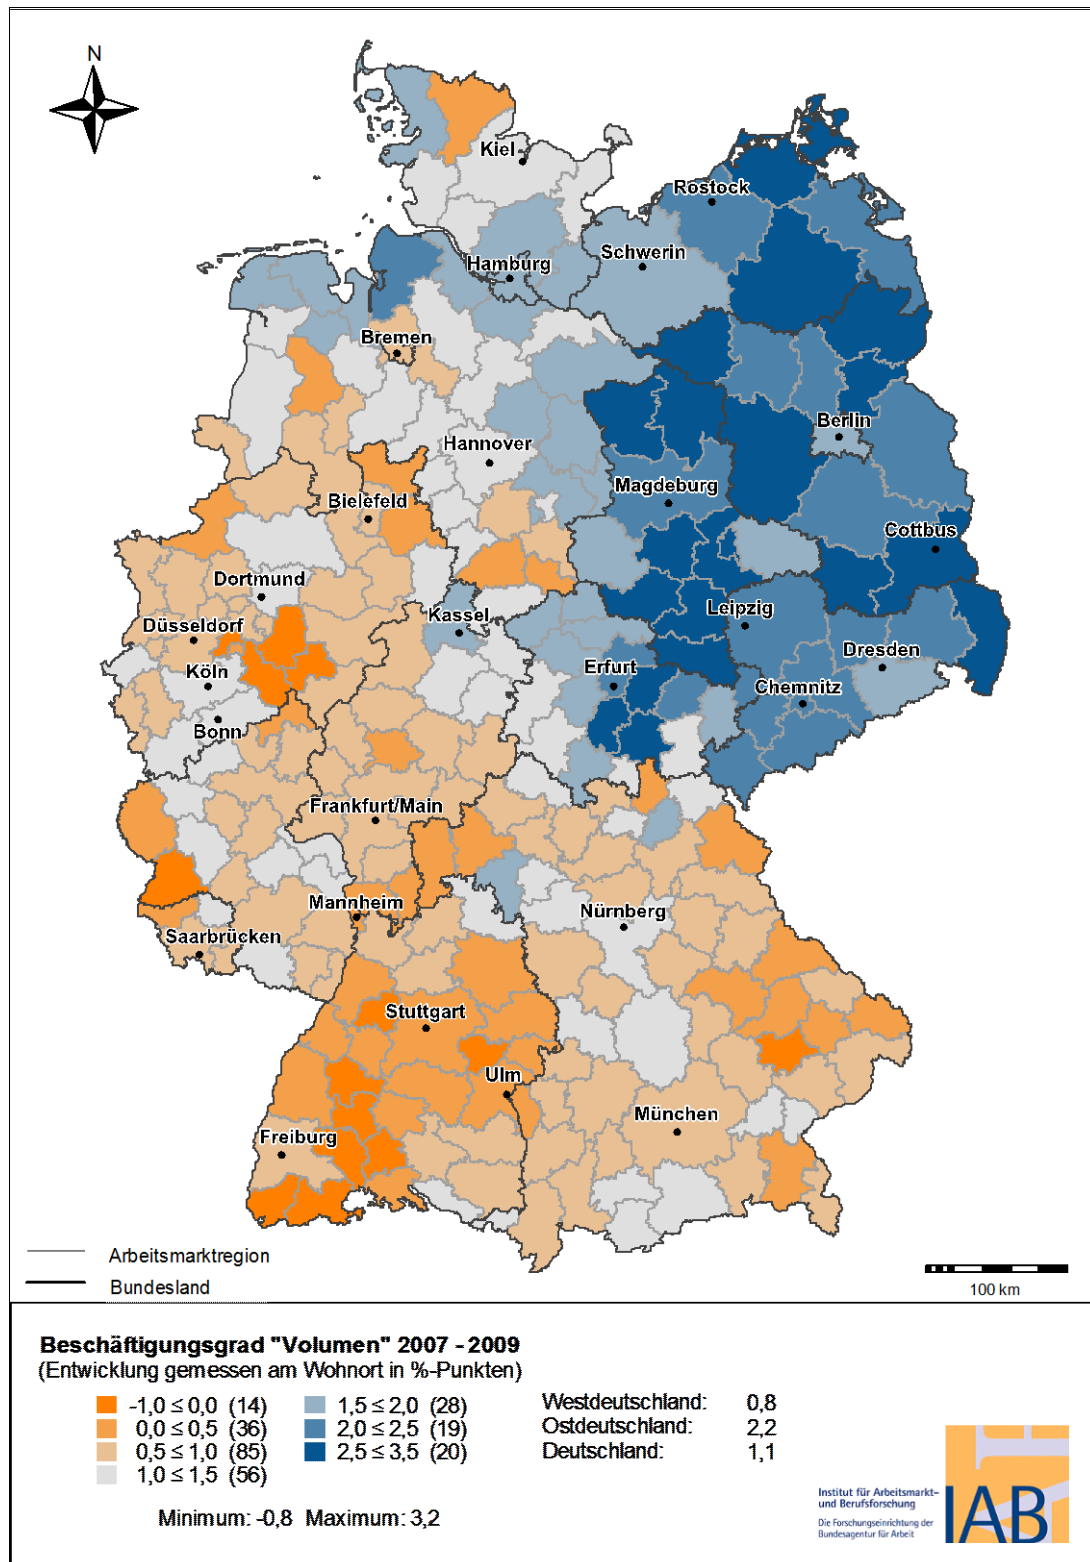 N
Kiel
Rostock
Schwerin
Hamburg
Bremen
Berlin
Hannover
Magdeburg
Bielefeld
Cottbus
Dortmund
Leipzig
Kassel
Düsseldorf
Dresden
Erfurt
Köln
Chemnitz
Bonn
Frankfurt/Main
Mannheim
Nürnberg
Saarbrücken
Stuttgart
Ulm
München
Freiburg
Arbeitsmarktregion
Bundesland
100 km
Beschäftigungsgrad "Volumen" 2007 - 2009
(Entwicklung gemessen am Wohnort in %-Punkten)
-1,0 ≤ 0,0 (14)
0,0 ≤ 0,5 (36)
0,5 ≤ 1,0 (85)
1,0 ≤ 1,5 (56)
1,5 ≤ 2,0 (28)
2,0 ≤ 2,5 (19)
2,5 ≤ 3,5 (20)
Westdeutschland: 0,8
Ostdeutschland: 2,2
Deutschland: 1,1
Minimum: -0,8 Maximum: 3,2
Institut für Arbeitsmarkt-
und Berufsforschung
Die Forschungseinrichtung der
Bundesagentur für Arbeit
IAB